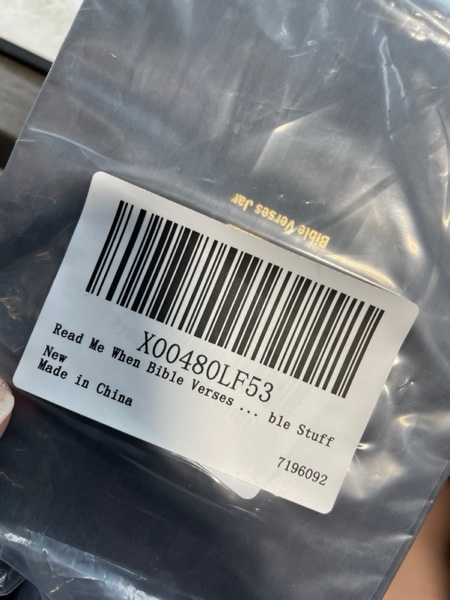 Bible Verses Jar
X00480LF53
Read Me When Bible Verses ... ble Stuff
New
Made in China
7196092